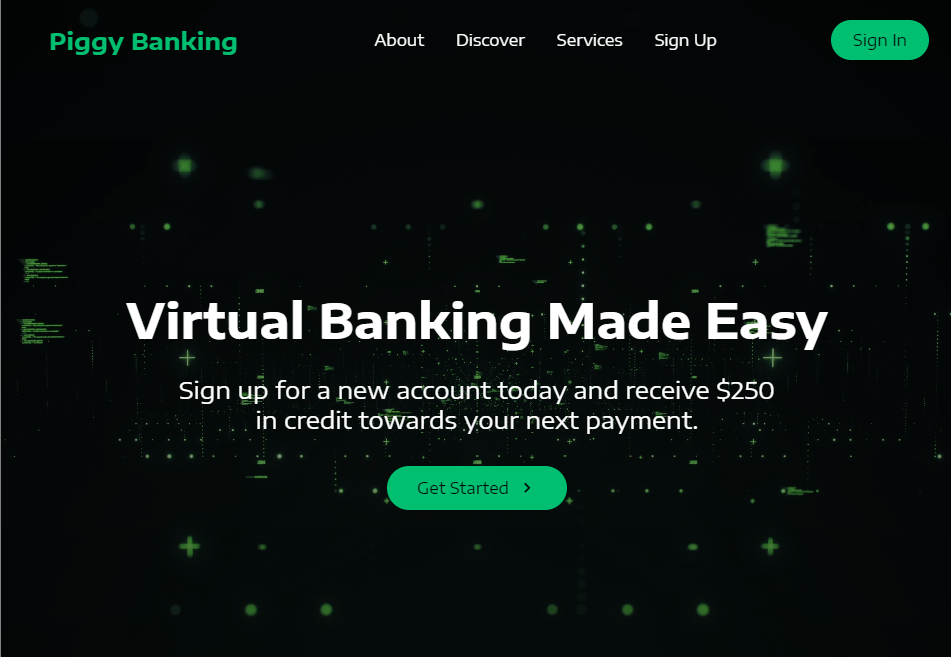 Piggy Banking
About Discover Services Sign Up
Sign In
Virtual Banking Made Easy
Sign up for a new account today and receive $250
in credit towards your next payment.
Get Started